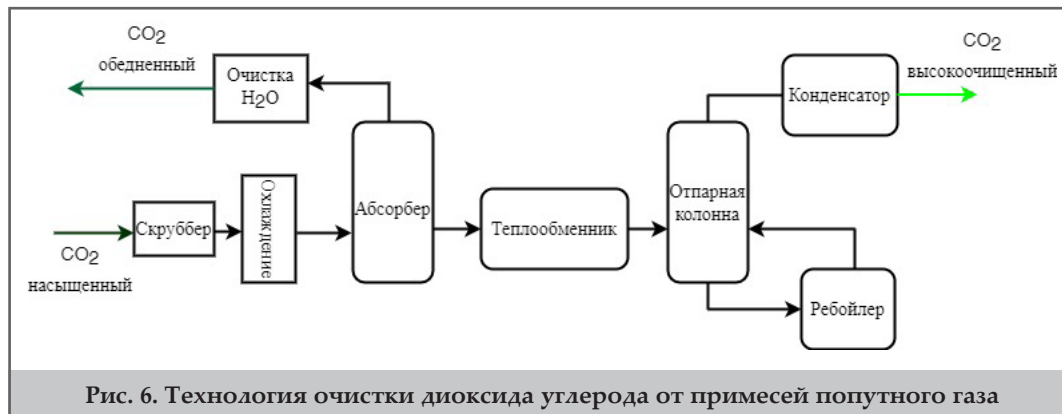 CO2
обедненный
Очистка
H2O
CO2
высокоочищенный
Конденсатор
Скруббер
Охлаждение
Абсорбер
Теплообменник
Отпарная
колонна
CO2
насыщенный
Ребойлер
Рис. 6. Технология очистки диоксида углерода от примесей попутного газа